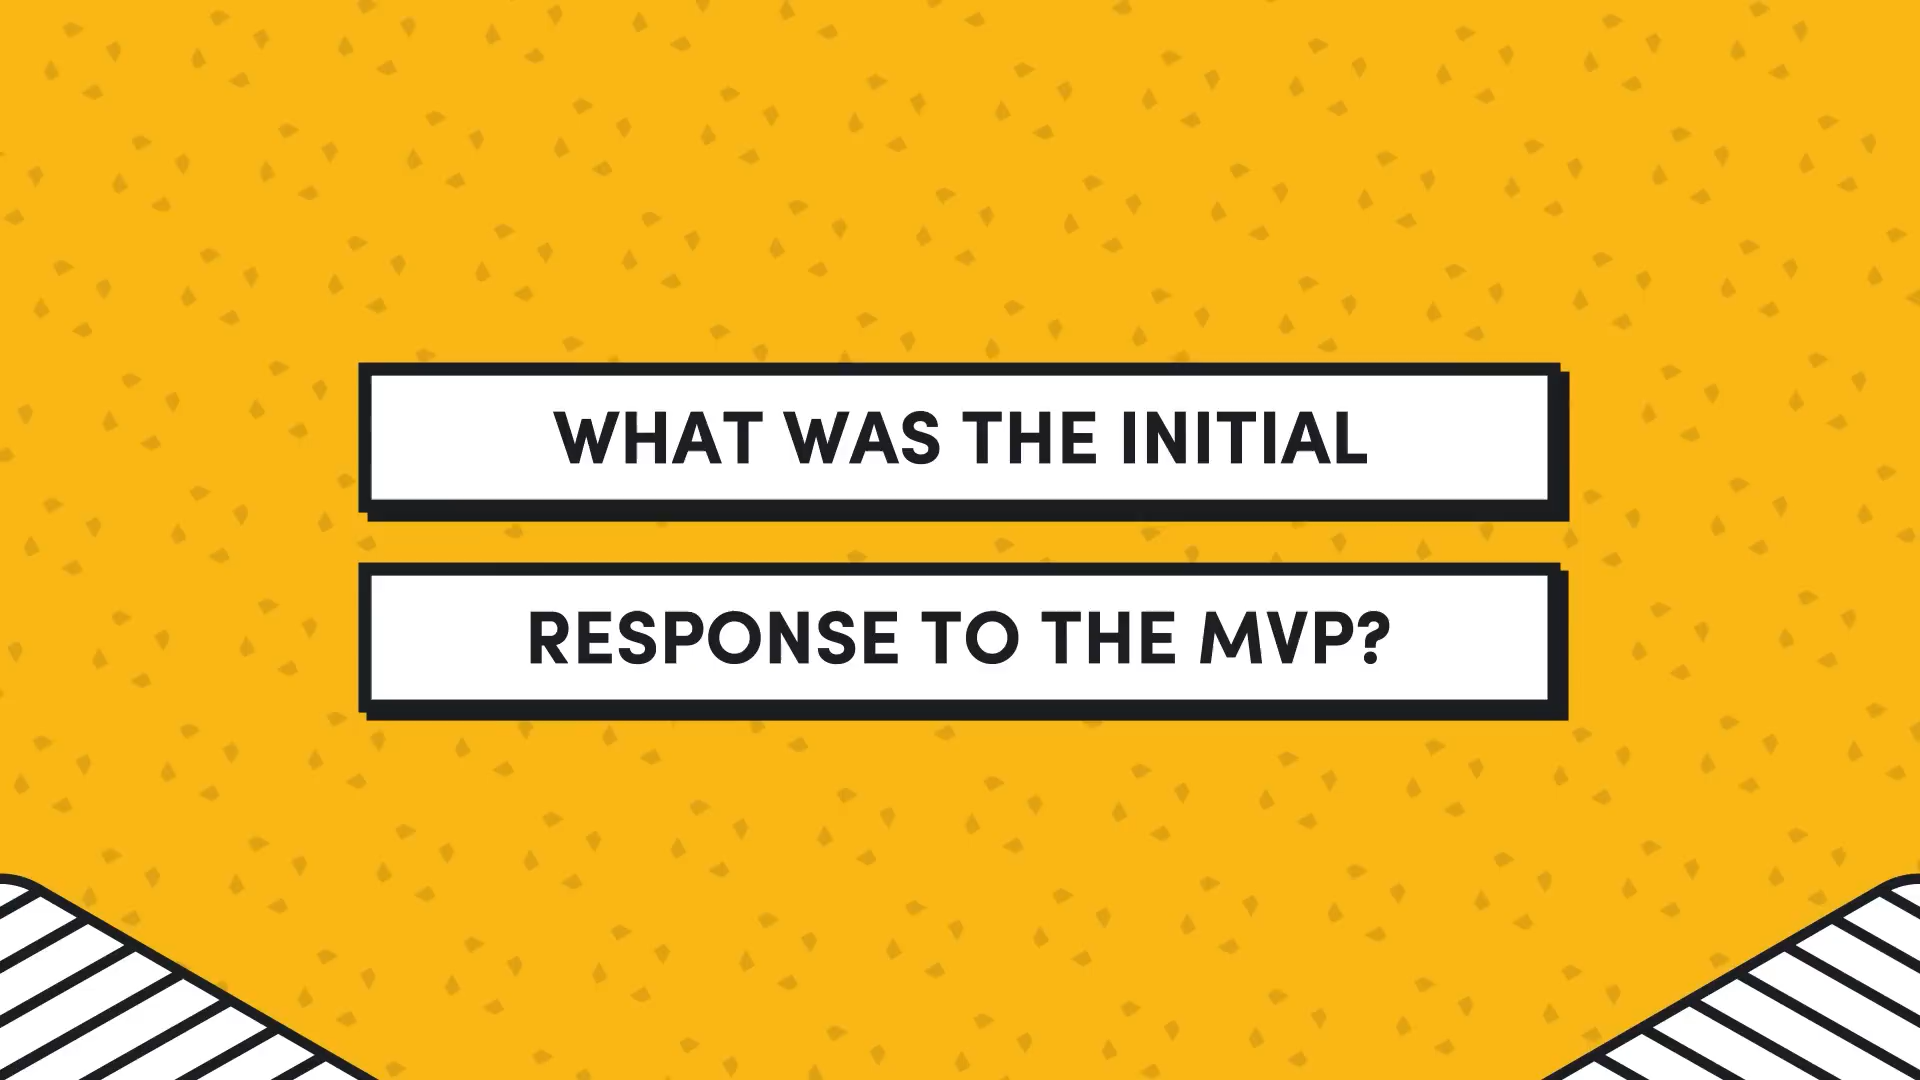 WHAT WAS THE INITIAL
RESPONSE TO THE MVP?